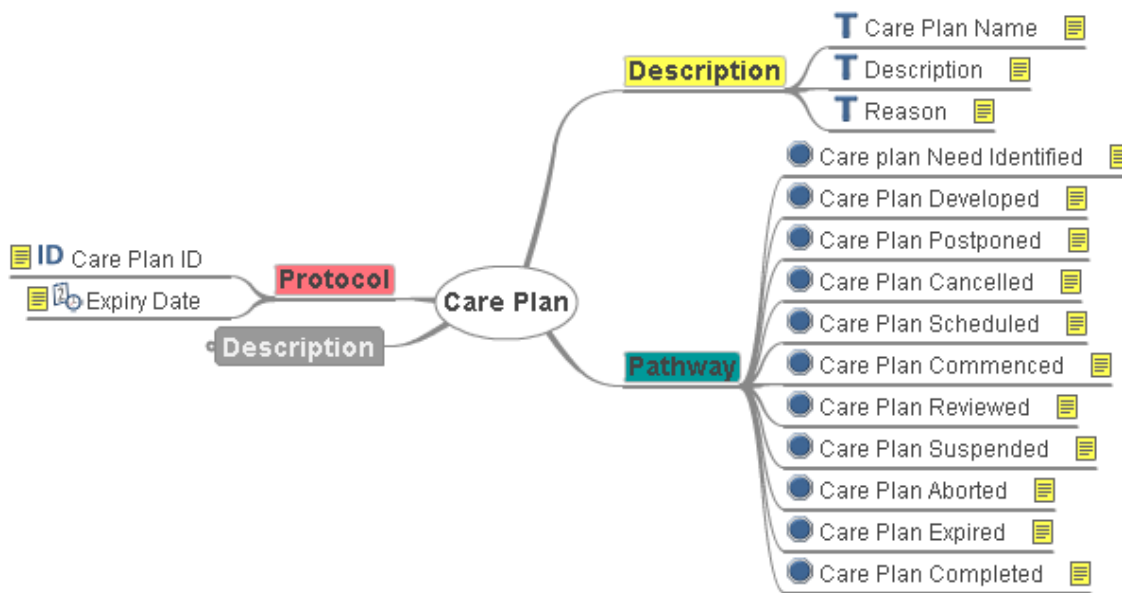 T Care Plan Name
Description
T Description
T Reason
Care plan Need Identified
Care Plan Developed
ID Care Plan ID
Care Plan Postponed
Protocol
Care Plan Cancelled
Expiry Date
Care Plan
Description
Care Plan Scheduled
Pathway
Care Plan Commenced
Care Plan Reviewed
Care Plan Suspended
Care Plan Aborted
Care Plan Expired
Care Plan Completed